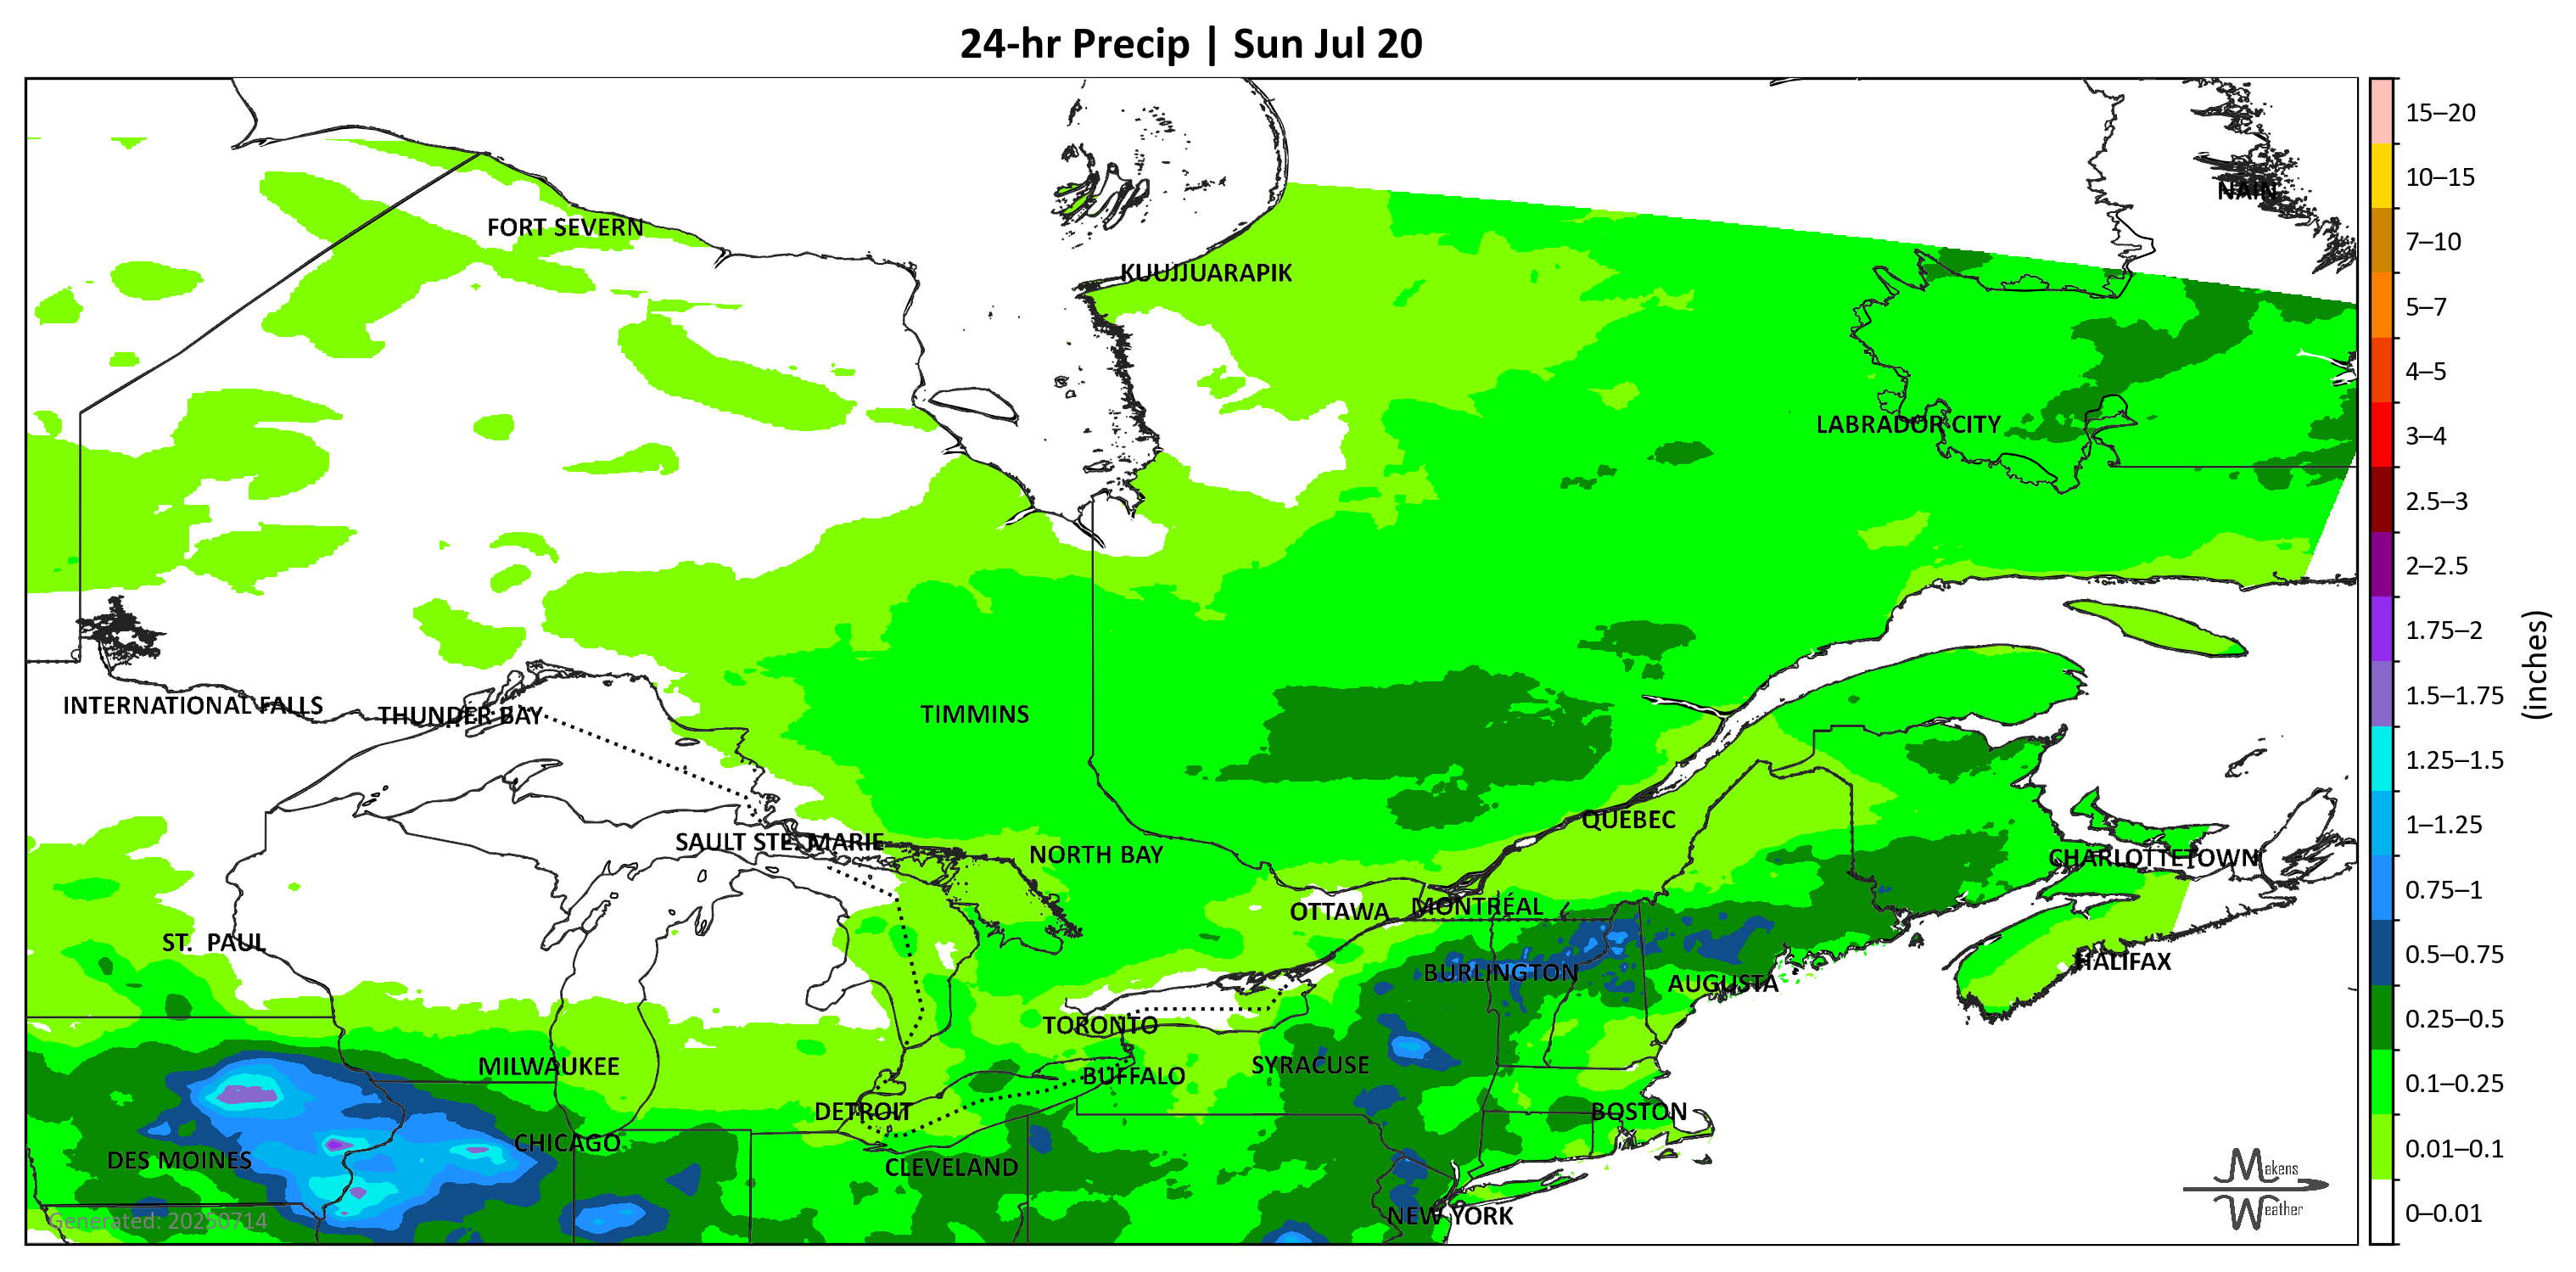 24-hr Precip | Sun Jul 20
NAIN
FORT SEVERN
KUUJJUARAPIK
LABRADOR CITY
INTERNATIONAL FALLS
THUNDER BAY
TIMMINS
SAULT STE. MARIE
NORTH BAY
QUEBEC
CHARLOTTETOWN
OTTAWA
MONTRÉAL
ST. PAUL
BURLINGTON
AUGUSTA
HALIFAX
TORONTO
MILWAUKEE
BUFFALO
SYRACUSE
DETROIT
BOSTON
CHICAGO
DES MOINES
CLEVELAND
NEW YORK
Generated: 20250714
Makens
Weather
15–20
10–15
7–10
5–7
4–5
3–4
2.5–3
2–2.5
1.75–2
1.5–1.75
1.25–1.5
1–1.25
0.75–1
0.5–0.75
0.25–0.5
0.1–0.25
0.01–0.1
0–0.01
(inches)